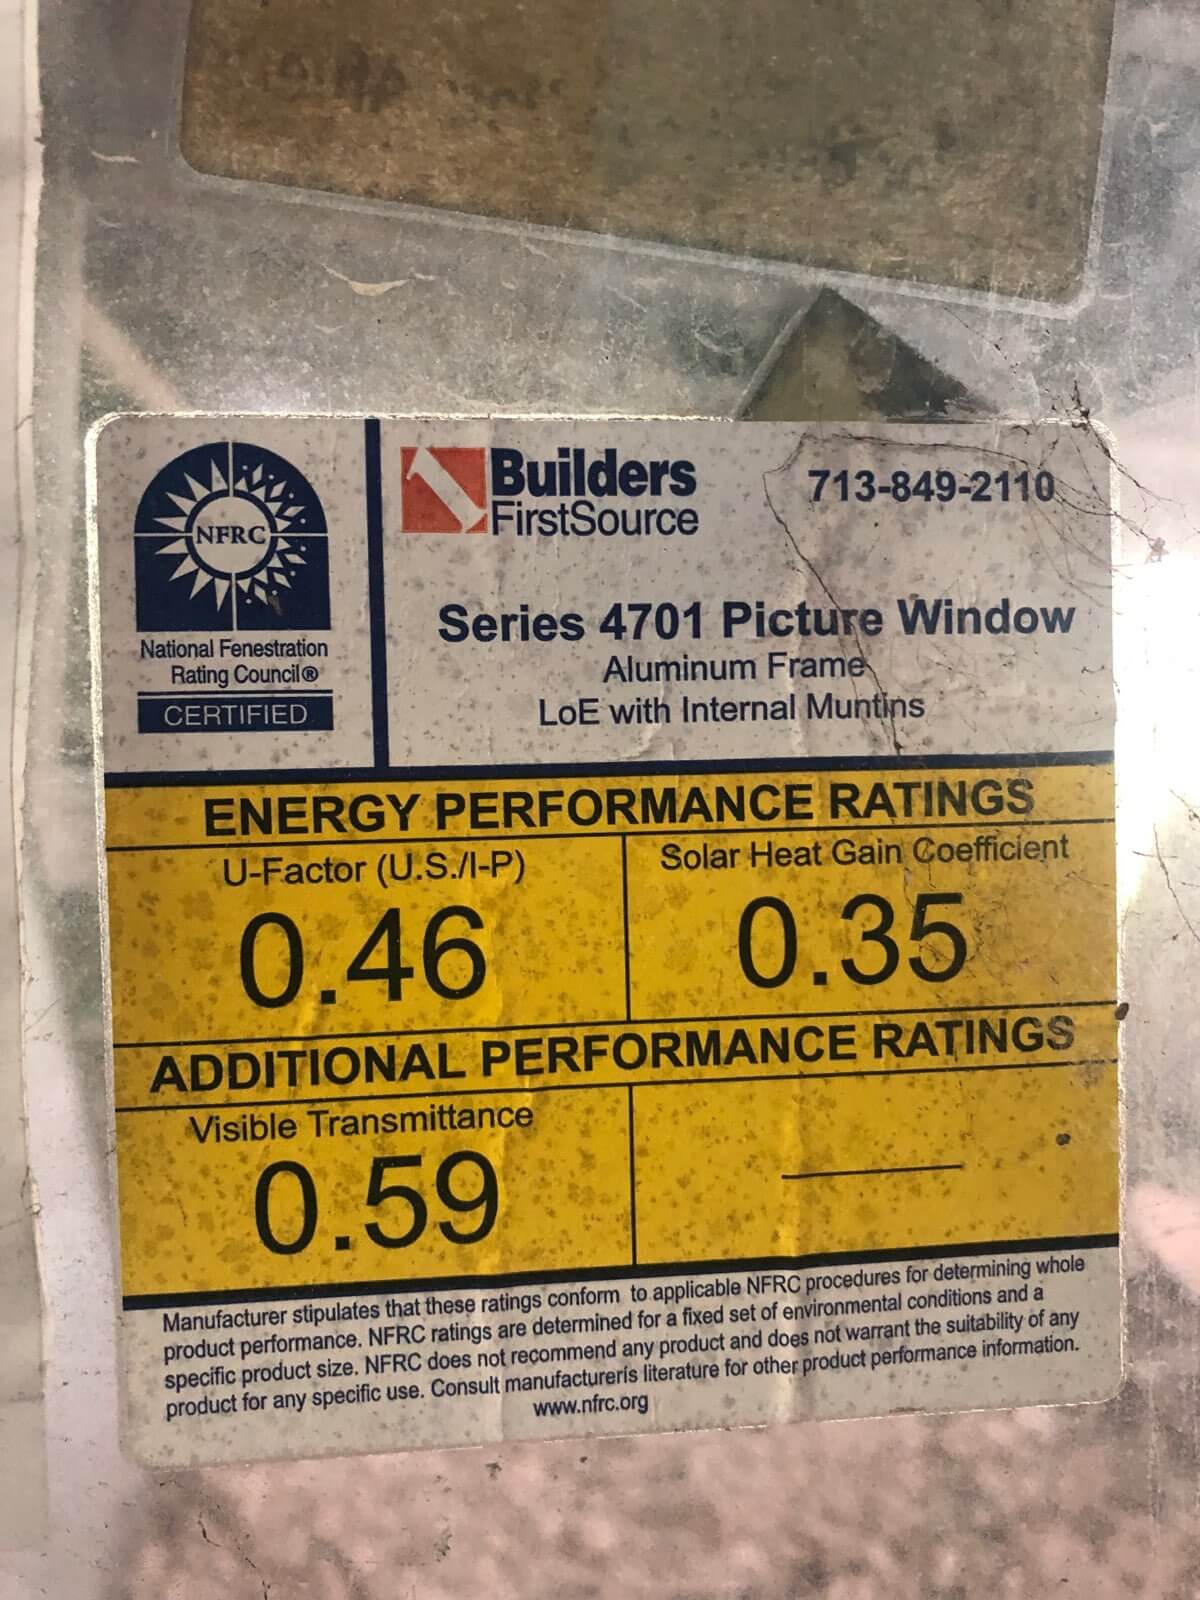 NFRC
National Fenestration
Rating Council®
CERTIFIED
Builders
FirstSource
713-849-2110
Series 4701 Picture Window
Aluminum Frame
LoE with Internal Muntins
ENERGY PERFORMANCE RATINGS
U-Factor (U.S./I-P)
0.46
Solar Heat Gain Coefficient
0.35
ADDITIONAL PERFORMANCE RATINGS
Visible Transmittance
0.59
Manufacturer stipulates that these ratings conform to applicable NFRC procedures for determining whole
product performance. NFRC ratings are determined for a fixed set of environmental conditions and a
specific product size. NFRC does not recommend any product and does not warrant the suitability of any
product for any specific use. Consult manufacturerís literature for other product performance information.
www.nfrc.org